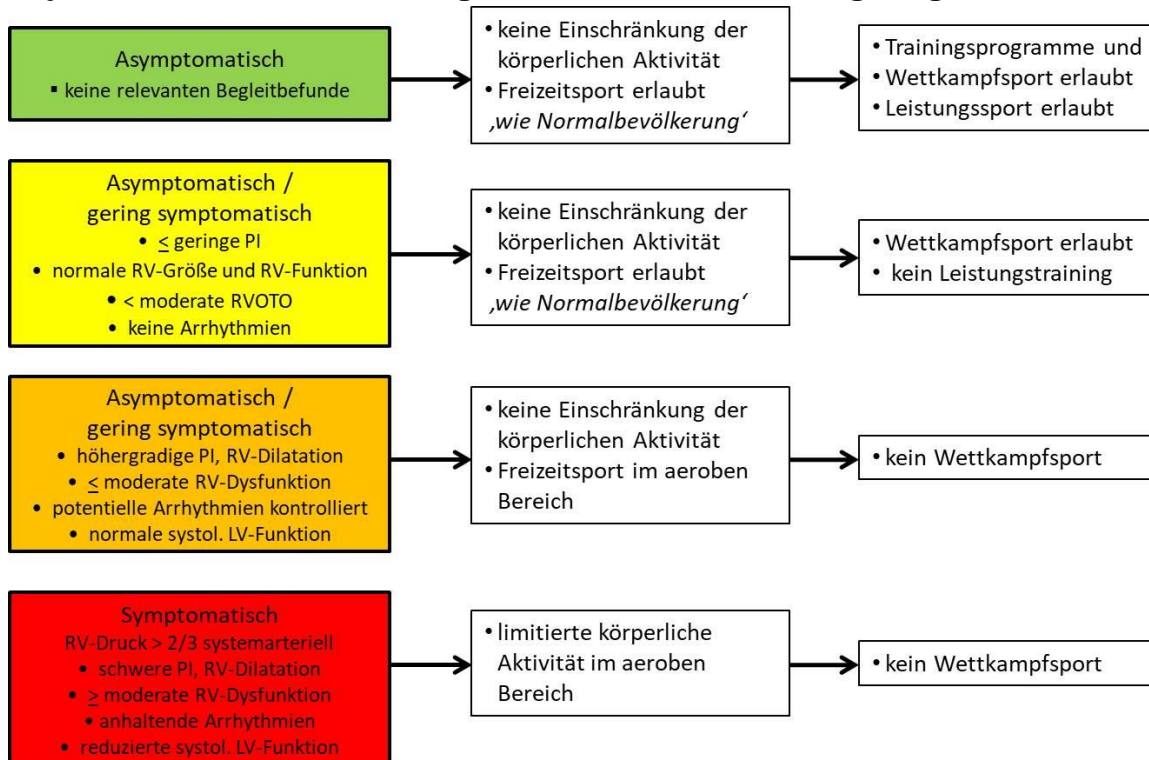 Asymptomatisch
▪ keine relevanten Begleitbefunde
• keine Einschränkung der
körperlichen Aktivität
• Freizeitsport erlaubt
‚wie Normalbevölkerung‘
• Trainingsprogramme und
• Wettkampfsport erlaubt
• Leistungssport erlaubt
Asymptomatisch /
gering symptomatisch
• ≤ geringe PI
• normale RV-Größe und RV-Funktion
• < moderate RVOTO
• keine Arrhythmien
• keine Einschränkung der
körperlichen Aktivität
• Freizeitsport erlaubt
‚wie Normalbevölkerung‘
• Wettkampfsport erlaubt
• kein Leistungstraining
Asymptomatisch /
gering symptomatisch
• höhergradige PI, RV-Dilatation
• ≤ moderate RV-Dysfunktion
• potentielle Arrhythmien kontrolliert
• normale systol. LV-Funktion
• keine Einschränkung der
körperlichen Aktivität
• Freizeitsport im aeroben
Bereich
• kein Wettkampfsport
Symptomatisch
RV-Druck > 2/3 systemarteriell
• schwere PI, RV-Dilatation
• ≥ moderate RV-Dysfunktion
• anhaltende Arrhythmien
• reduzierte systol. LV-Funktion
• limitierte körperliche
Aktivität im aeroben
Bereich
• kein Wettkampfsport